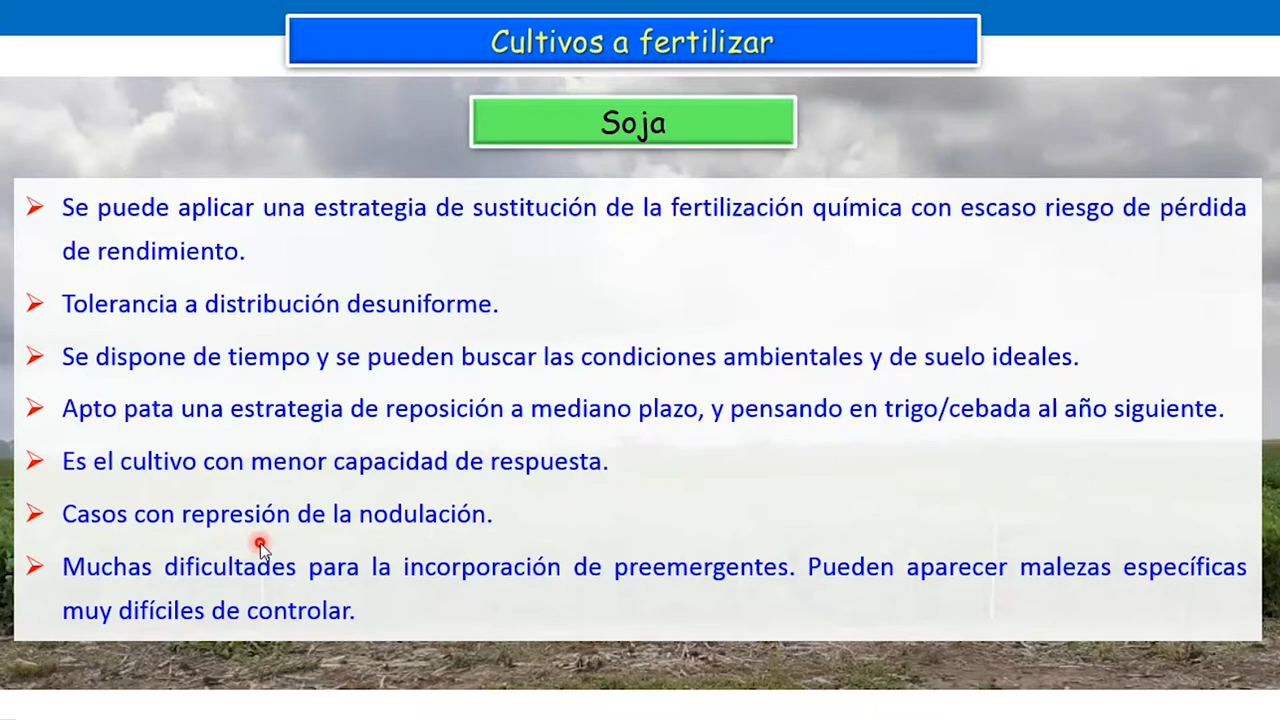 Cultivos a fertilizar
Soja
Se puede aplicar una estrategia de sustitución de la fertilización química con escaso riesgo de pérdida
de rendimiento.
Tolerancia a distribución desuniforme.
Se dispone de tiempo y se pueden buscar las condiciones ambientales y de suelo ideales.
Apto pata una estrategia de reposición a mediano plazo, y pensando en trigo/cebada al año siguiente.
Es el cultivo con menor capacidad de respuesta.
Casos con represión de la nodulación.
Muchas dificultades para la incorporación de preemergentes. Pueden aparecer malezas específicas
muy difíciles de controlar.